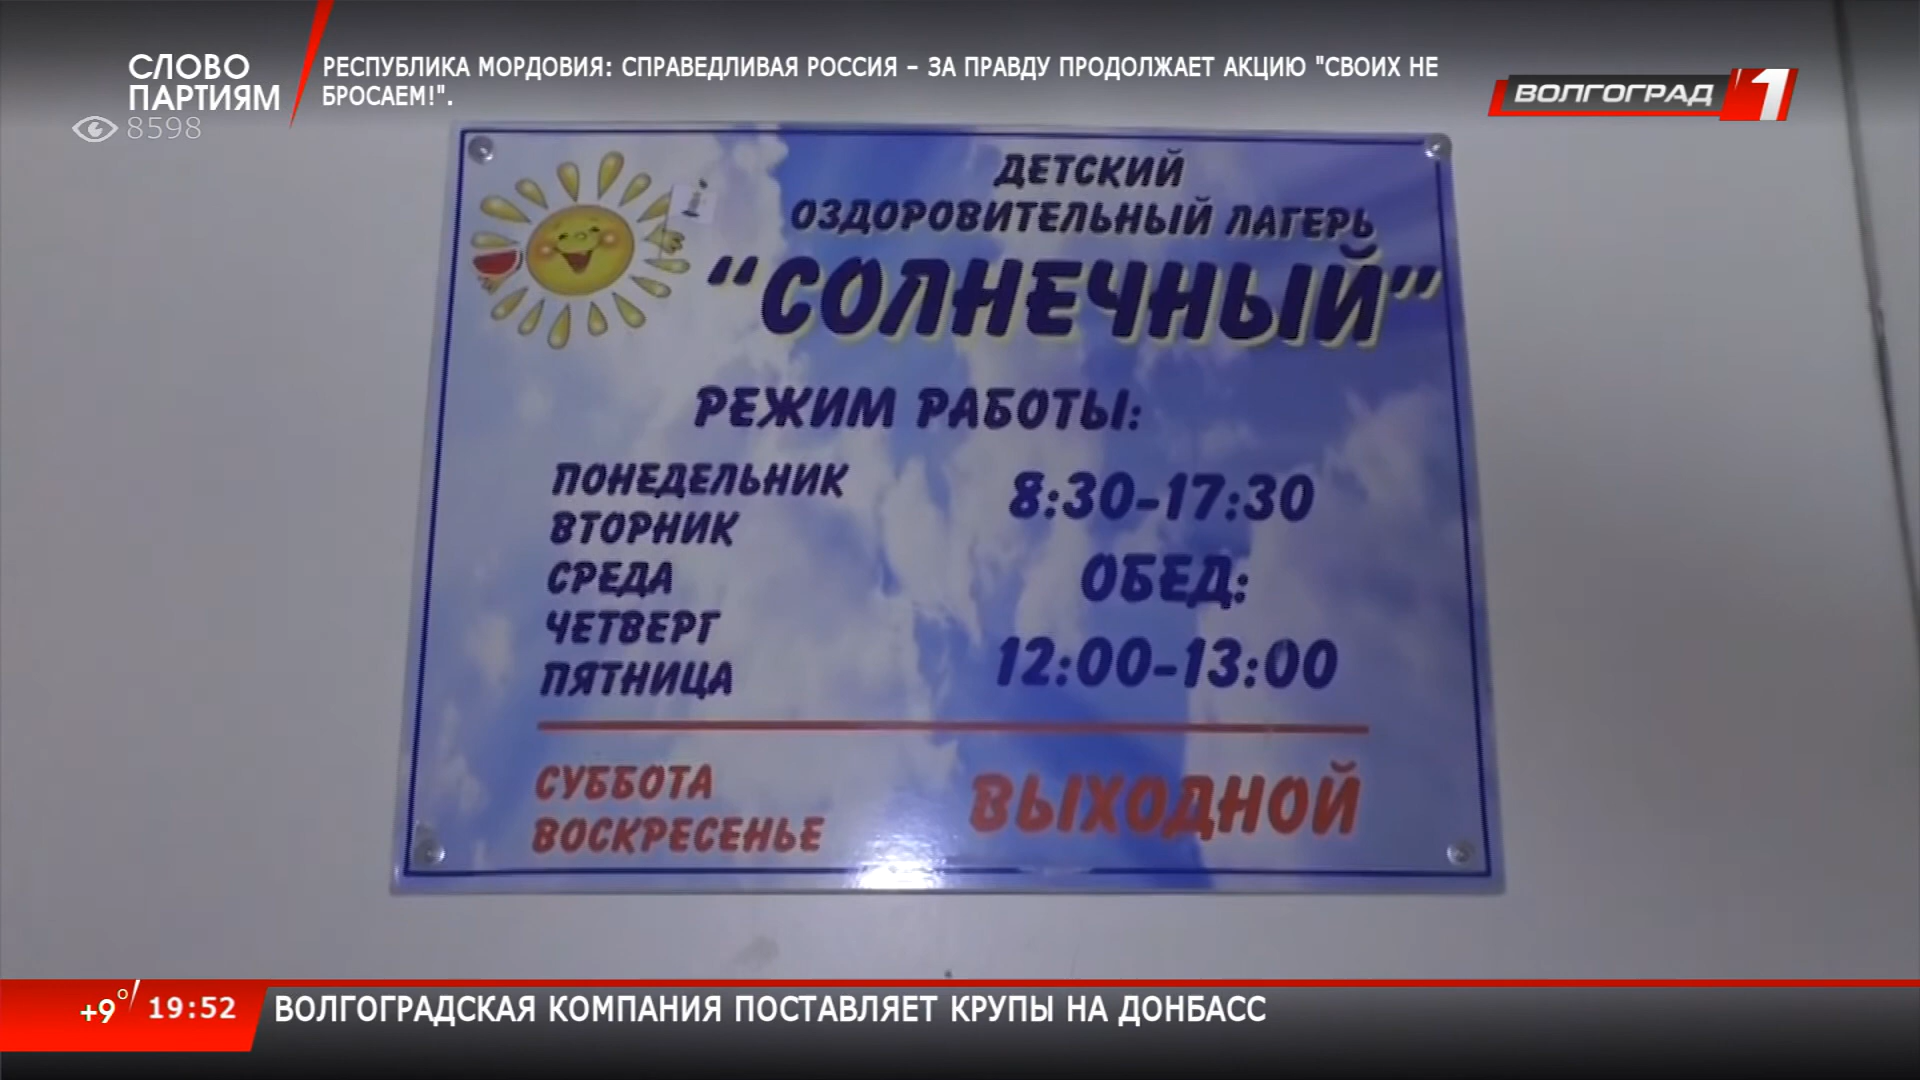 СЛОВО
ПАРТИЯМ
8598
РЕСПУБЛИКА МОРДОВИЯ: СПРАВЕДЛИВАЯ РОССИЯ – ЗА ПРАВДУ ПРОДОЛЖАЕТ АКЦИЮ "СВОИХ НЕ
БРОСАЕМ!".
ВОЛГОГРАД 1
ДЕТСКИЙ
ОЗДОРОВИТЕЛЬНЫЙ ЛАГЕРЬ
“СОЛНЕЧНЫЙ”
РЕЖИМ РАБОТЫ:
ПОНЕДЕЛЬНИК
ВТОРНИК
СРЕДА
ЧЕТВЕРГ
ПЯТНИЦА
8:30-17:30
ОБЕД:
12:00-13:00
СУББОТА
ВОСКРЕСЕНЬЕ
ВЫХОДНОЙ
+9° 19:52
ВОЛГОГРАДСКАЯ КОМПАНИЯ ПОСТАВЛЯЕТ КРУПЫ НА ДОНБАСС